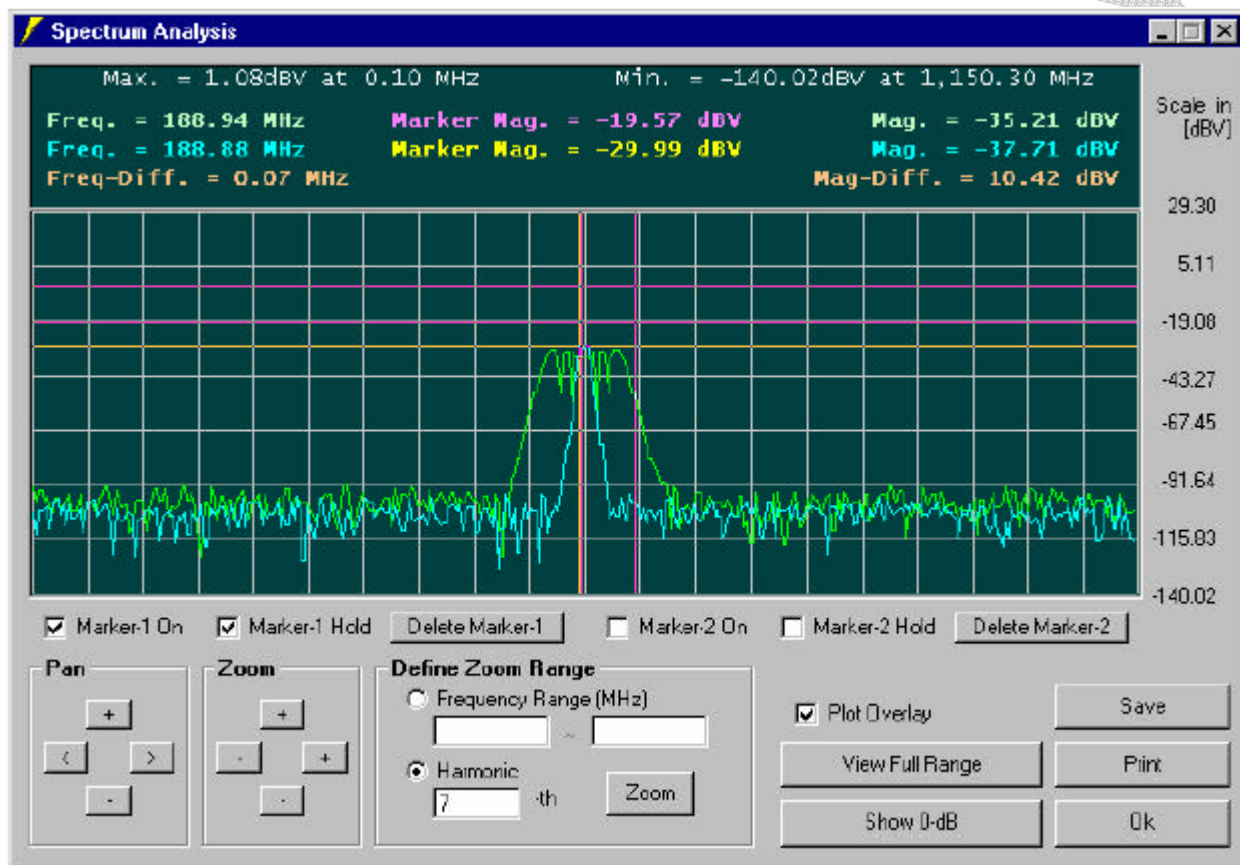 Spectrum Analysis
Max. = 1.08dBV at 0.10 MHz Min. = -140.02dBV at 1,150.30 MHz
Scale in [dBV]
Freq. = 188.94 MHz Marker Mag. = -19.57 dBV Mag. = -35.21 dBV
Freq. = 188.88 MHz Marker Mag. = -29.99 dBV Mag. = -37.71 dBV
Freq-Diff. = 0.07 MHz Mag-Diff. = 10.42 dBV
29.30
5.11
-19.08
-43.27
-67.45
-91.64
-115.83
-140.02
Marker-1 On Marker-1 Hold Delete Marker-1 Marker-2 On Marker-2 Hold Delete Marker-2
Pan
+
<
>
-
Zoom
+
-
+
-
Define Zoom Range
Frequency Range (MHz)
~
Harmonic
7 -th
Zoom
Plot Overlay
Save
View Full Range
Print
Show 0-dB
Ok